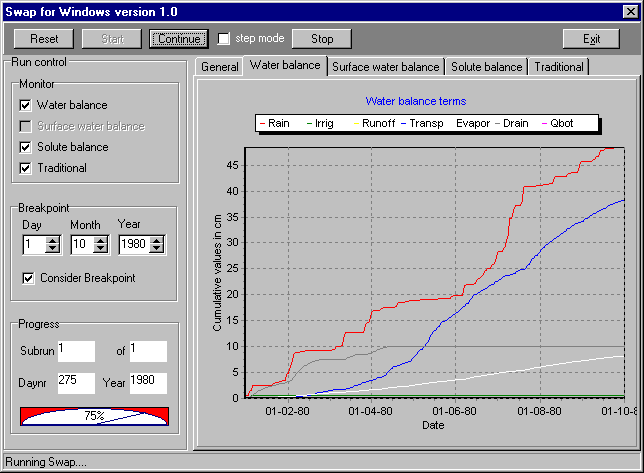 Swap for Windows version 1.0
Reset Start Continue step mode Stop Exit
Run control
Monitor
Water balance
Surface water balance
Solute balance
Traditional
Breakpoint
Day Month Year
1 10 1980
Consider Breakpoint
Progress
Subrun 1 of 1
Daynr 275 Year 1980
75%
General Water balance Surface water balance Solute balance Traditional
Water balance terms
Rain Irrig Runoff Transp Evapor Drain Qbot
Cumulative values in cm
45
40
35
30
25
20
15
10
5
0
01-02-80 01-04-80 01-06-80 01-08-80 01-10-8
Date
Running Swap....